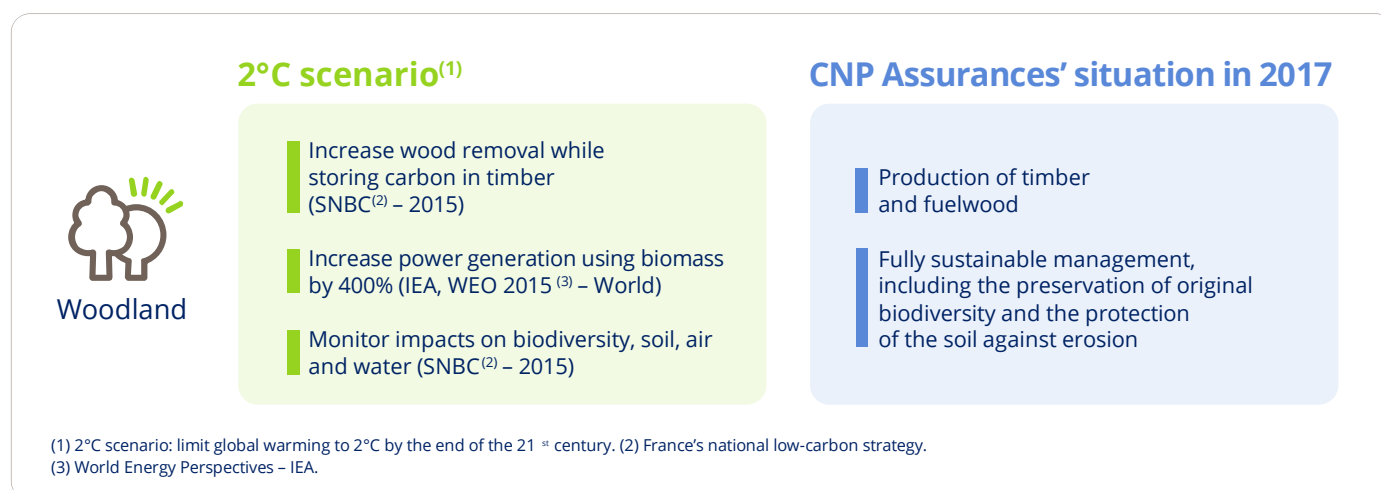 2°C scenario(1)
CNP Assurances’ situation in 2017
Woodland
Increase wood removal while
storing carbon in timber
(SNBC(2) – 2015)
Increase power generation using biomass
by 400% (IEA, WEO 2015 (3) – World)
Monitor impacts on biodiversity, soil, air
and water (SNBC(2) – 2015)
Production of timber
and fuelwood
Fully sustainable management,
including the preservation of original
biodiversity and the protection
of the soil against erosion
(1) 2°C scenario: limit global warming to 2°C by the end of the 21 st century. (2) France’s national low-carbon strategy.
(3) World Energy Perspectives – IEA.